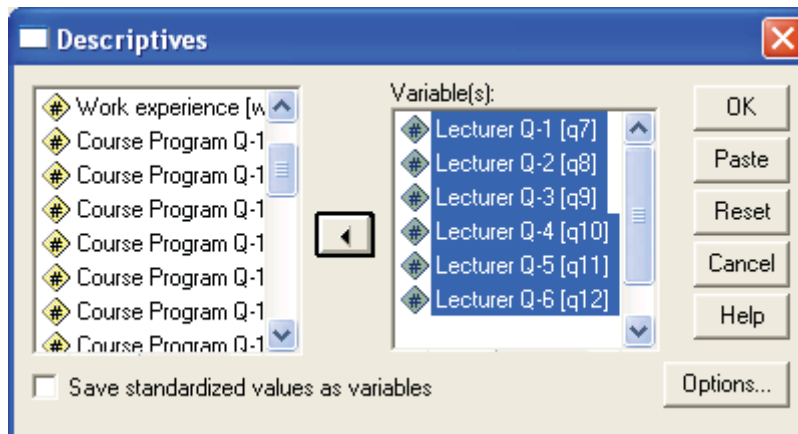 Descriptives
Work experience [w
Course Program Q-1
Course Program Q-1
Course Program Q-1
Course Program Q-1
Course Program Q-1
Course Program Q-1
Course Program Q-1
Variable(s):
Lecturer Q-1 [q7]
Lecturer Q-2 [q8]
Lecturer Q-3 [q9]
Lecturer Q-4 [q10]
Lecturer Q-5 [q11]
Lecturer Q-6 [q12]
OK
Paste
Reset
Cancel
Help
Save standardized values as variables
Options...